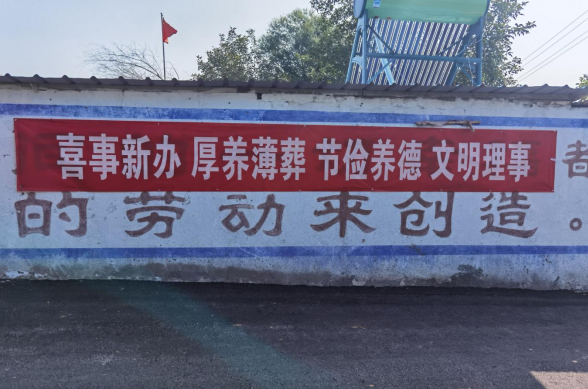 喜事新办 厚养薄葬 节俭养德 文明理事
都
的劳动来创造。